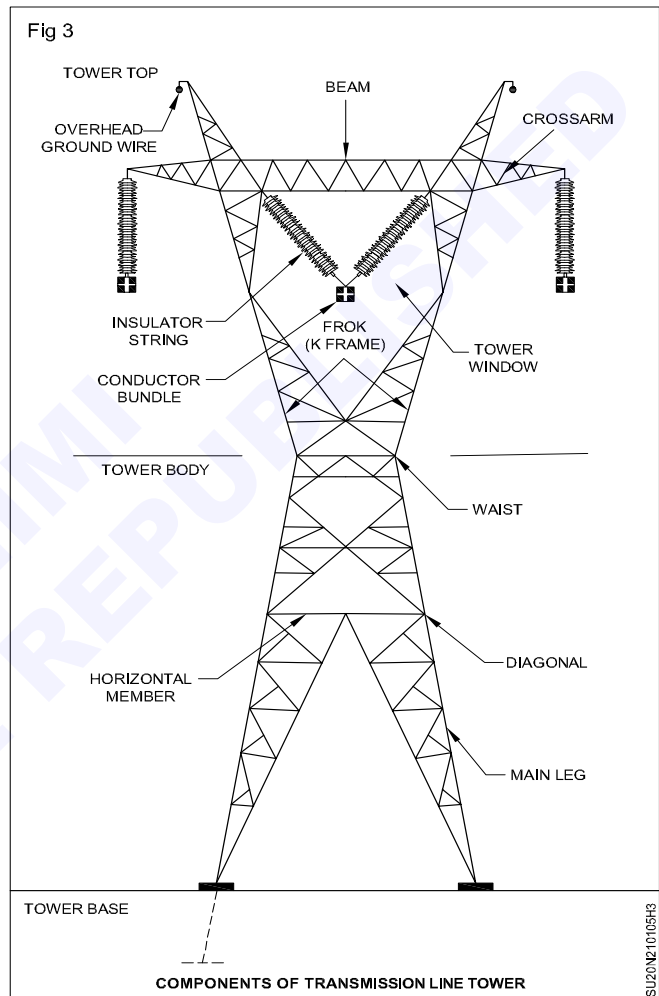 Fig 3
TOWER TOP
BEAM
OVERHEAD
GROUND WIRE
CROSSARM
INSULATOR
STRING
FROK
(K FRAME)
TOWER
WINDOW
CONDUCTOR
BUNDLE
TOWER BODY
WAIST
HORIZONTAL
MEMBER
DIAGONAL
MAIN LEG
TOWER BASE
COMPONENTS OF TRANSMISSION LINE TOWER
SU20N210105H3